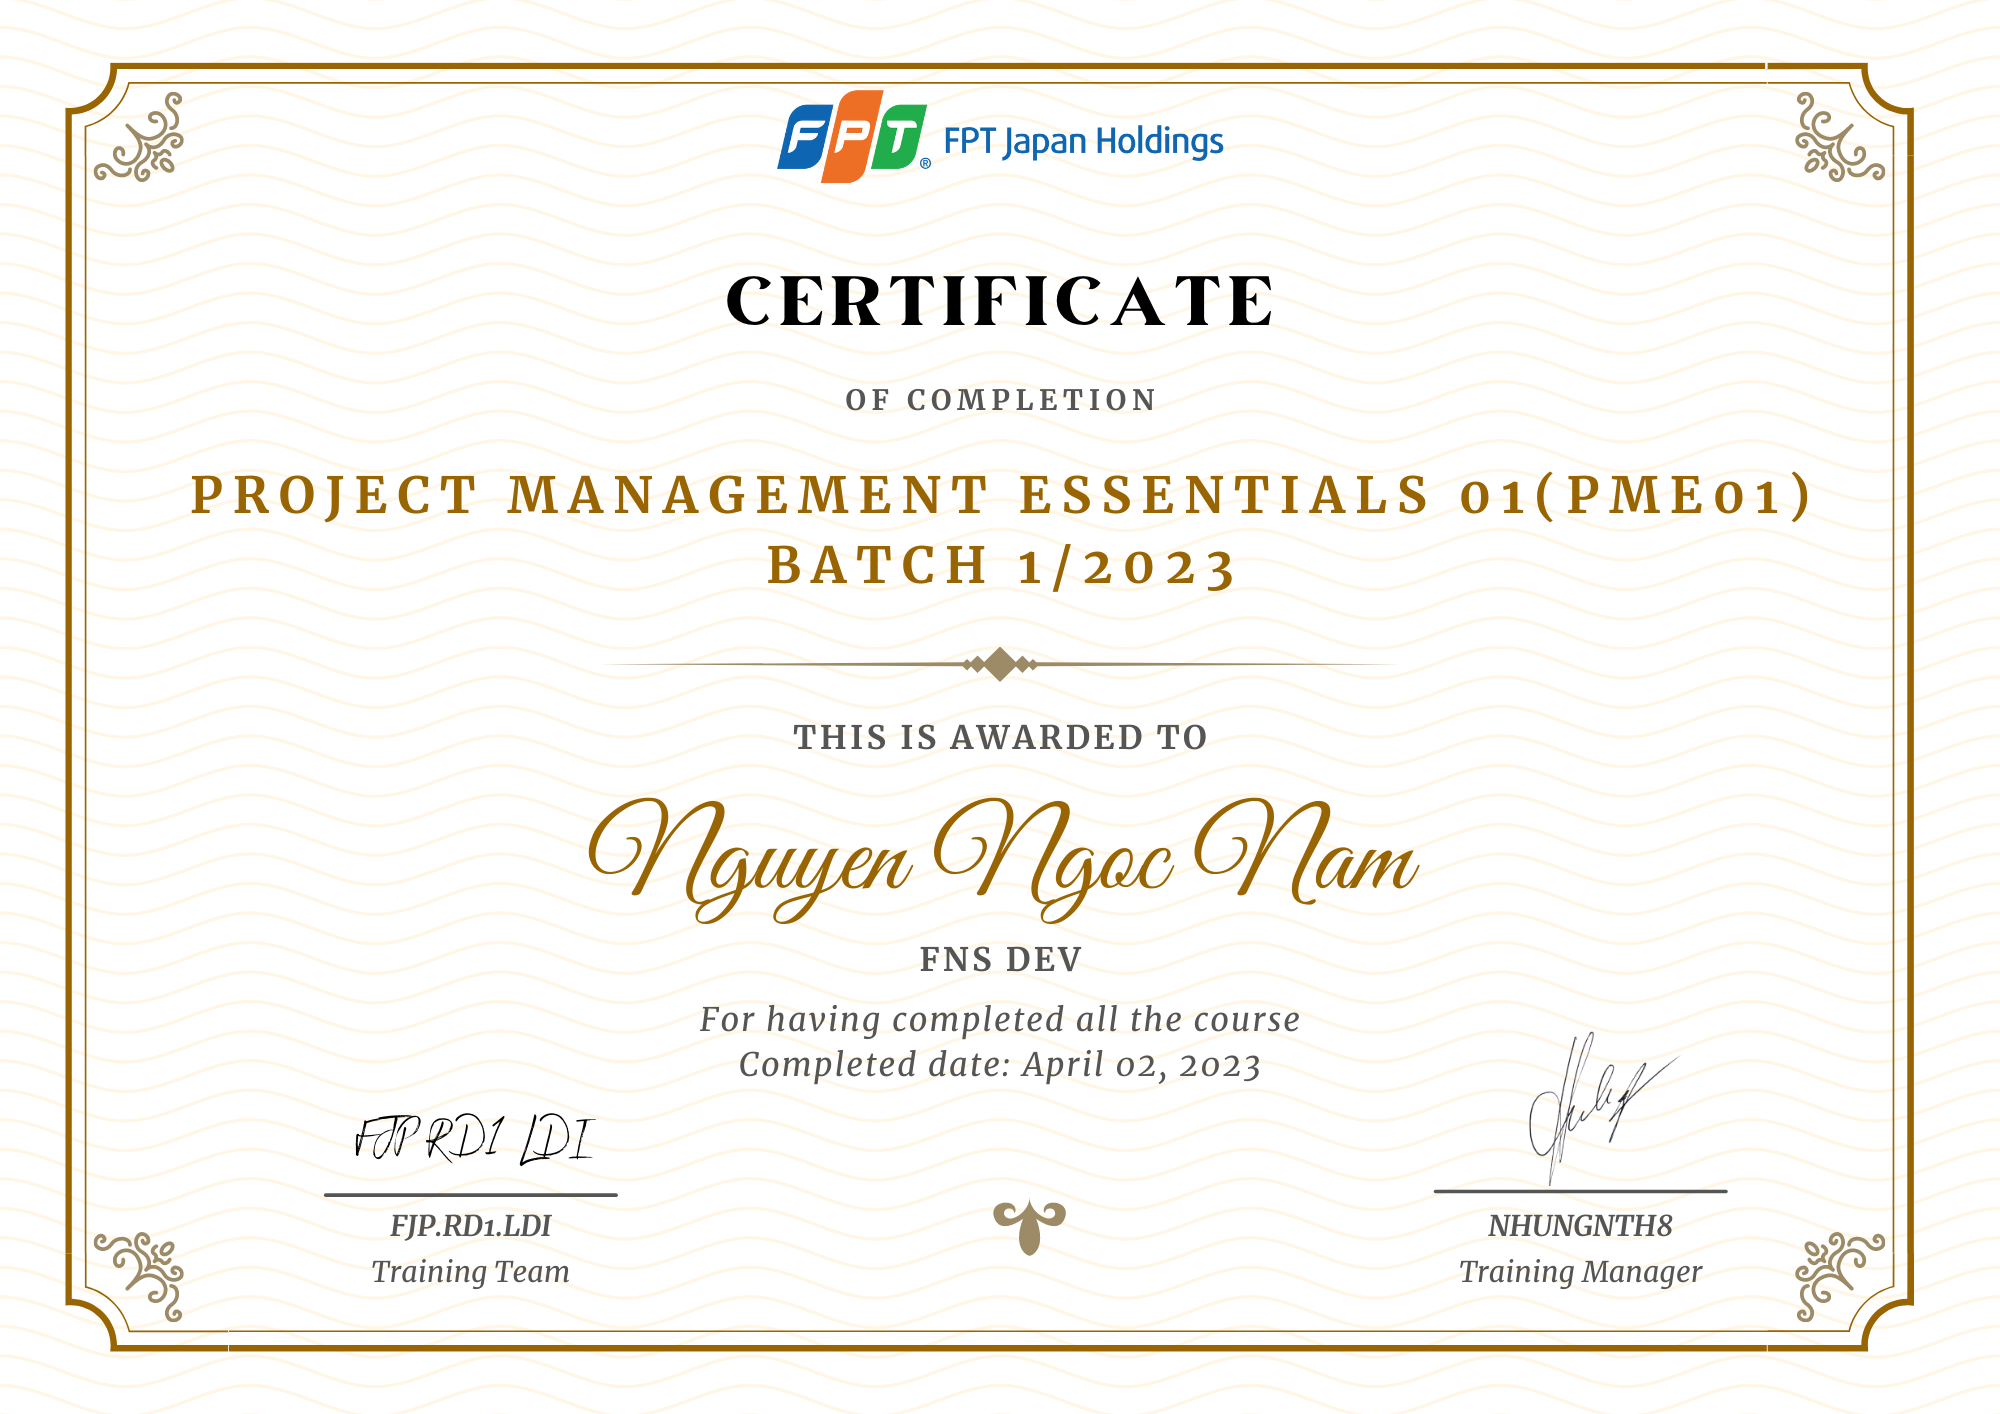 FPT® FPT Japan Holdings
CERTIFICATE
OF COMPLETION
PROJECT MANAGEMENT ESSENTIALS 01(PME01)
BATCH 1/2023
THIS IS AWARDED TO
Nguyen Ngoc Nam
FNS DEV
For having completed all the course
Completed date: April 02, 2023
FJP RD1 LDI
FJP.RD1.LDI
Training Team
NHUNGNTH8
Training Manager